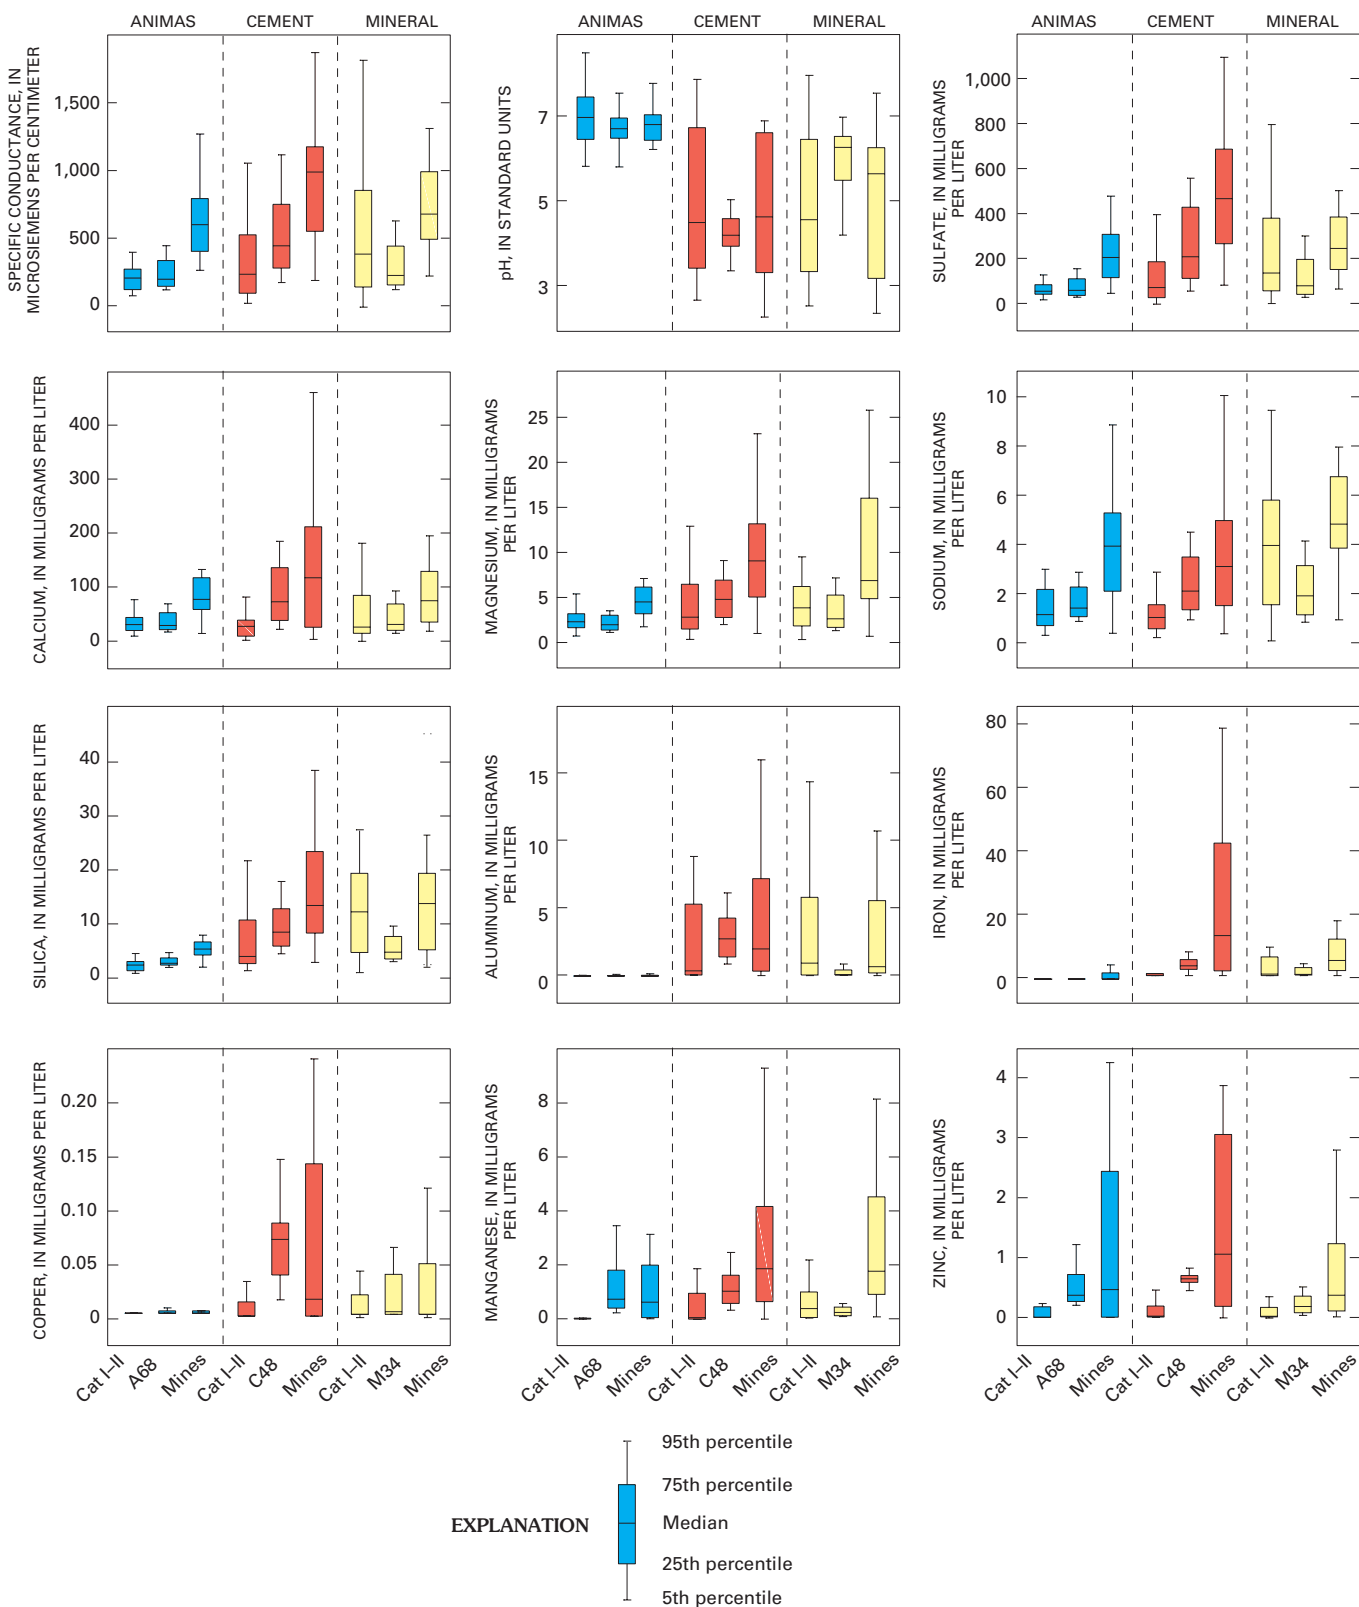 ANIMAS CEMENT MINERAL
ANIMAS CEMENT MINERAL
ANIMAS CEMENT MINERAL
SPECIFIC CONDUCTANCE, IN
MICROSIEMENS PER CENTIMETER
1,500
1,000
500
0
pH, IN STANDARD UNITS
7
5
3
SULFATE, IN MILLIGRAMS
PER LITER
1,000
800
600
400
200
0
CALCIUM, IN MILLIGRAMS PER LITER
400
300
200
100
0
MAGNESIUM, IN MILLIGRAMS
PER LITER
25
20
15
10
5
0
SODIUM, IN MILLIGRAMS
PER LITER
10
8
6
4
2
0
SILICA, IN MILLIGRAMS PER LITER
40
30
20
10
0
ALUMINUM, IN MILLIGRAMS
PER LITER
15
10
5
0
IRON, IN MILLIGRAMS
PER LITER
80
60
40
20
0
COPPER, IN MILLIGRAMS PER LITER
0.20
0.15
0.10
0.05
0
MANGANESE, IN MILLIGRAMS
PER LITER
8
6
4
2
0
ZINC, IN MILLIGRAMS
PER LITER
4
3
2
1
0
Cat I–II A68 Mines Cat I–II C48 Mines Cat I–II M34 Mines
Cat I–II A68 Mines Cat I–II C48 Mines Cat I–II M34 Mines
Cat I–II A68 Mines Cat I–II C48 Mines Cat I–II M34 Mines
EXPLANATION
95th percentile
75th percentile
Median
25th percentile
5th percentile